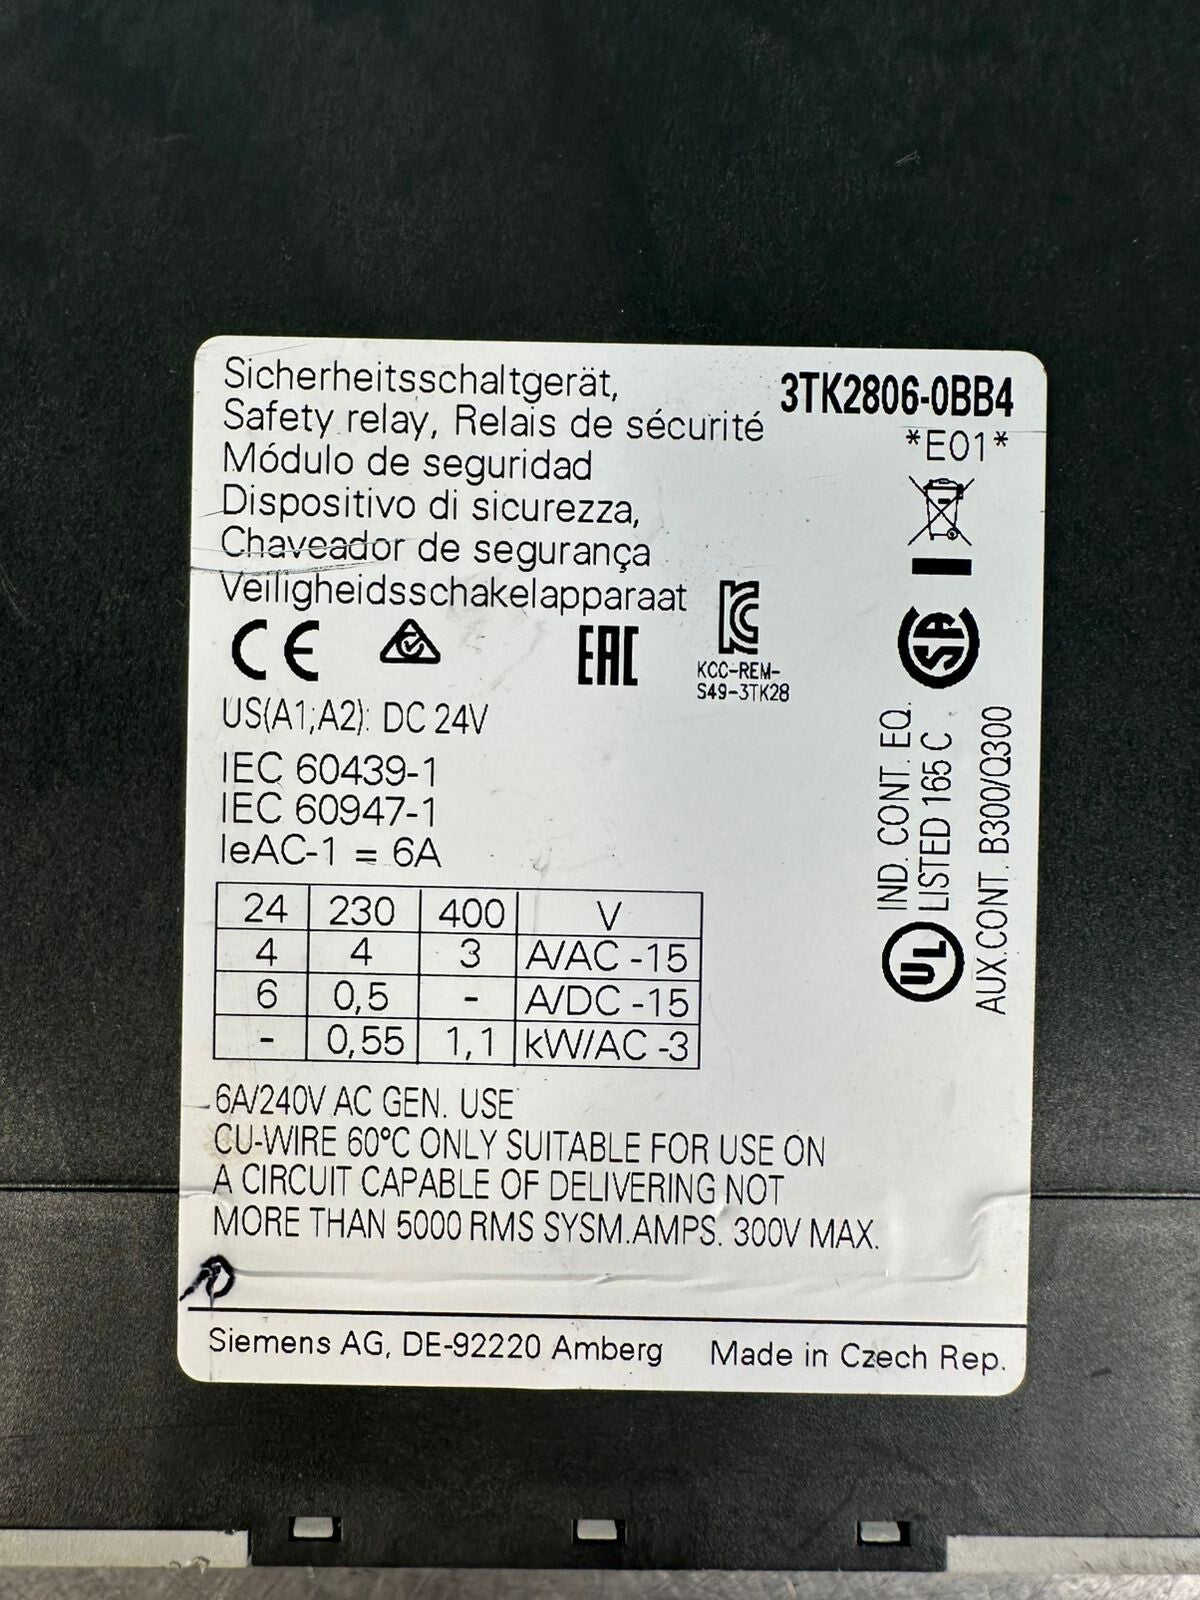 Sicherheitsschaltgerät,
Safety relay, Relais de sécurité
Módulo de seguridad
Dispositivo di sicurezza,
Chaveador de segurança
Veiligheidsschakelapparaat
3TK2806-0BB4
*E01*
CE
EAC
KC
KCC-REM-
S49-3TK28
SA
US(A1;A2): DC 24V
IEC 60439-1
IEC 60947-1
IeAC-1 = 6A
24 230 400 V
4 4 3 A/AC -15
6 0,5 - A/DC -15
- 0,55 1,1 kW/AC -3
IND. CONT. EQ.
UL LISTED 165 C
AUX.CONT. B300/Q300
6A/240V AC GEN. USE
CU-WIRE 60°C ONLY SUITABLE FOR USE ON
A CIRCUIT CAPABLE OF DELIVERING NOT
MORE THAN 5000 RMS SYSM.AMPS. 300V MAX.
Siemens AG, DE-92220 Amberg Made in Czech Rep.